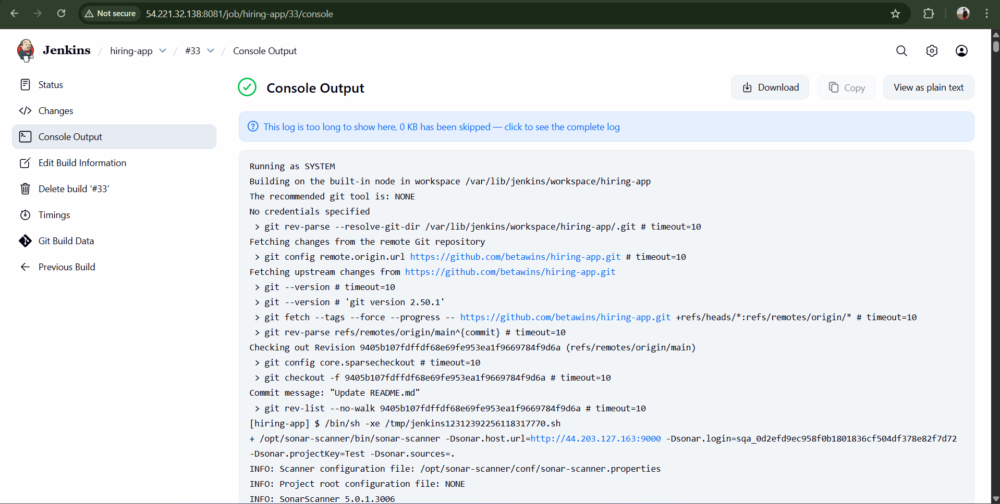 Not secure 54.221.32.138:8081/job/hiring-app/33/console
Jenkins / hiring-app / #33 / Console Output
Status
Changes
Console Output
Edit Build Information
Delete build ‘#33’
Timings
Git Build Data
Previous Build
Console Output
Download
Copy
View as plain text
This log is too long to show here, 0 KB has been skipped — click to see the complete log
Running as SYSTEM
Building on the built-in node in workspace /var/lib/jenkins/workspace/hiring-app
The recommended git tool is: NONE
No credentials specified
 > git rev-parse --resolve-git-dir /var/lib/jenkins/workspace/hiring-app/.git # timeout=10
Fetching changes from the remote Git repository
 > git config remote.origin.url https://github.com/betawins/hiring-app.git # timeout=10
Fetching upstream changes from https://github.com/betawins/hiring-app.git
 > git --version # timeout=10
 > git --version # 'git version 2.50.1'
 > git fetch --tags --force --progress -- https://github.com/betawins/hiring-app.git +refs/heads/*:refs/remotes/origin/* # timeout=10
 > git rev-parse refs/remotes/origin/main^{commit} # timeout=10
Checking out Revision 9405b107fdffdf68e69fe953ea1f9669784f9d6a (refs/remotes/origin/main)
 > git config core.sparsecheckout # timeout=10
 > git checkout -f 9405b107fdffdf68e69fe953ea1f9669784f9d6a # timeout=10
Commit message: "Update README.md"
 > git rev-list --no-walk 9405b107fdffdf68e69fe953ea1f9669784f9d6a # timeout=10
[hiring-app] $ /bin/sh -xe /tmp/jenkins12312392256118317770.sh
+ /opt/sonar-scanner/bin/sonar-scanner -Dsonar.host.url=http://44.203.127.163:9000 -Dsonar.login=sqa_0d2efd9ec958f0b1801836cf504df378e82f7d72
-Dsonar.projectKey=Test -Dsonar.sources=.
INFO: Scanner configuration file: /opt/sonar-scanner/conf/sonar-scanner.properties
INFO: Project root configuration file: NONE
INFO: SonarScanner 5.0.1.3006